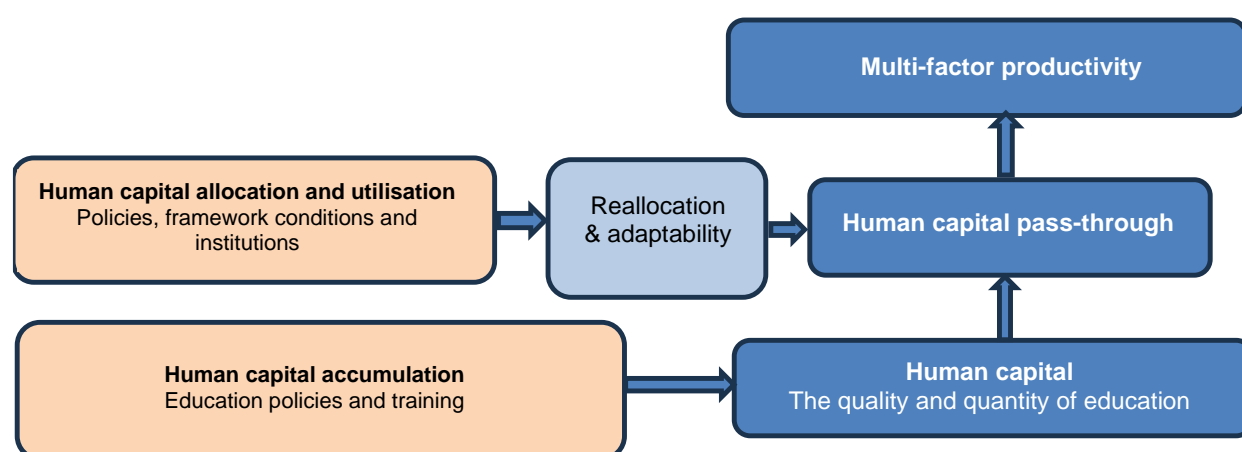 Multi-factor productivity
Human capital allocation and utilisation
Policies, framework conditions and
institutions
Reallocation
& adaptability
Human capital pass-through
Human capital accumulation
Education policies and training
Human capital
The quality and quantity of education